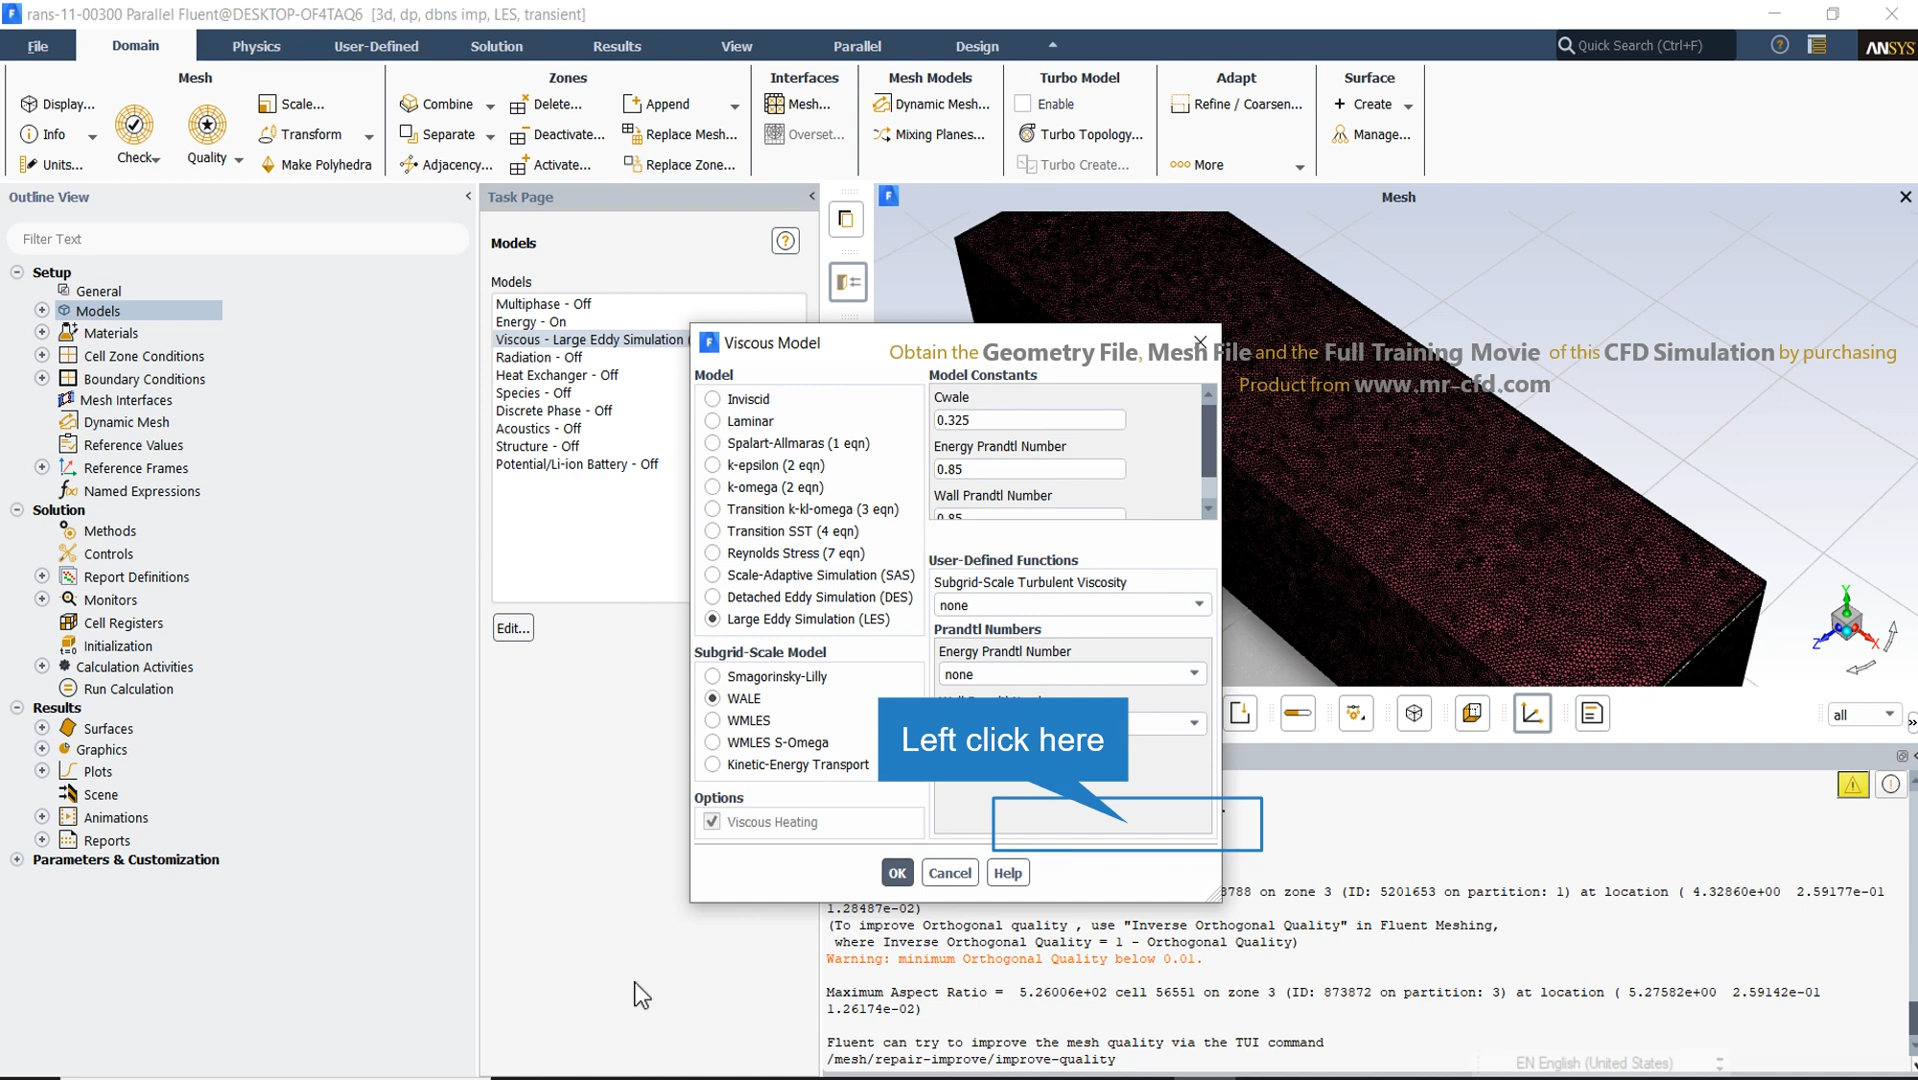 rans-11-00300 Parallel Fluent@DESKTOP-OF4TAQ6 [3d, dp, dbns imp, LES, transient]
File Domain Physics User-Defined Solution Results View Parallel Design Quick Search (Ctrl+F) ANSYS
Mesh Zones Interfaces Mesh Models Turbo Model Adapt Surface
Display... Scale... Combine Delete... Append Mesh... Dynamic Mesh... Enable Refine / Coarsen... Create
Info Check Quality Transform Separate Deactivate... Replace Mesh... Overset... Mixing Planes... Turbo Topology... Manage...
Units... Make Polyhedra Adjacency... Activate... Replace Zone... Turbo Create... More
Outline View
Filter Text
Setup
General
Models
Materials
Cell Zone Conditions
Boundary Conditions
Mesh Interfaces
Dynamic Mesh
Reference Values
Reference Frames
Named Expressions
Solution
Methods
Controls
Report Definitions
Monitors
Cell Registers
Initialization
Calculation Activities
Run Calculation
Results
Surfaces
Graphics
Plots
Scene
Animations
Reports
Parameters & Customization
Task Page
Models
Models
Multiphase - Off
Energy - On
Viscous - Large Eddy Simulation (
Radiation - Off
Heat Exchanger - Off
Species - Off
Discrete Phase - Off
Acoustics - Off
Structure - Off
Potential/Li-ion Battery - Off
Edit...
Mesh
Obtain the Geometry File, Mesh File and the Full Training Movie of this CFD Simulation by purchasing
Product from www.mr-cfd.com
Viscous Model
Model
Inviscid
Laminar
Spalart-Allmaras (1 eqn)
k-epsilon (2 eqn)
k-omega (2 eqn)
Transition k-kl-omega (3 eqn)
Transition SST (4 eqn)
Reynolds Stress (7 eqn)
Scale-Adaptive Simulation (SAS)
Detached Eddy Simulation (DES)
Large Eddy Simulation (LES)
Subgrid-Scale Model
Smagorinsky-Lilly
WALE
WMLES
WMLES S-Omega
Kinetic-Energy Transport
Options
Viscous Heating
Model Constants
Cwale
0.325
Energy Prandtl Number
0.85
Wall Prandtl Number
0.85
User-Defined Functions
Subgrid-Scale Turbulent Viscosity
none
Prandtl Numbers
Energy Prandtl Number
none
Left click here
OK Cancel Help
Y
Z X
all
8788 on zone 3 (ID: 5201653 on partition: 1) at location ( 4.32860e+00 2.59177e-01
1.28487e-02)
(To improve Orthogonal quality , use "Inverse Orthogonal Quality" in Fluent Meshing,
where Inverse Orthogonal Quality = 1 - Orthogonal Quality)
Warning: minimum Orthogonal Quality below 0.01.
Maximum Aspect Ratio = 5.26006e+02 cell 56551 on zone 3 (ID: 873872 on partition: 3) at location ( 5.27582e+00 2.59142e-01
1.26174e-02)
Fluent can try to improve the mesh quality via the TUI command
/mesh/repair-improve/improve-quality
EN English (United States)